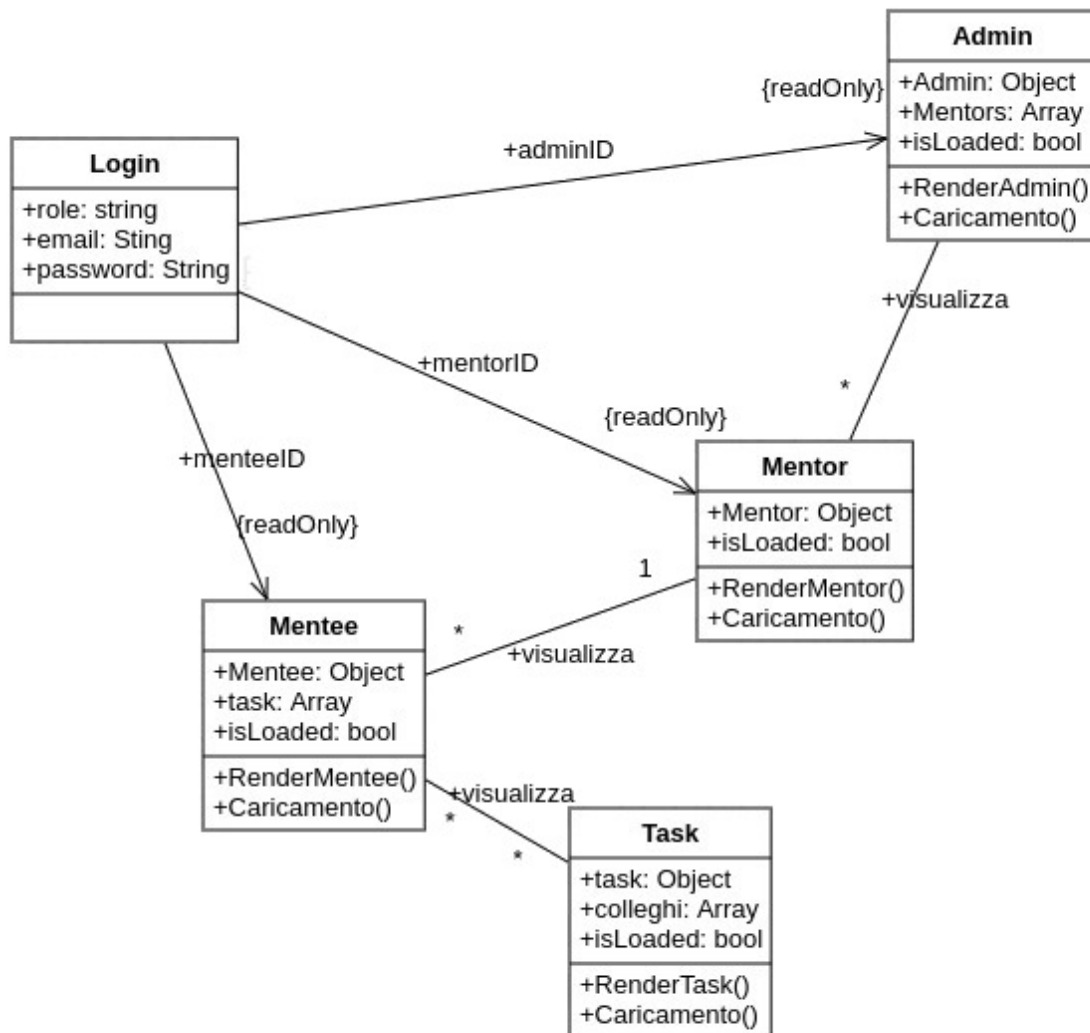 Admin
+Admin: Object
+Mentors: Array
+isLoaded: bool
+RenderAdmin()
+Caricamento()
{readOnly}
+adminID
Login
+role: string
+email: Sting
+password: String
+visualizza
*
+mentorID
{readOnly}
Mentor
+Mentor: Object
+isLoaded: bool
+RenderMentor()
+Caricamento()
+menteeID
{readOnly}
1
*
+visualizza
Mentee
+Mentee: Object
+task: Array
+isLoaded: bool
+RenderMentee()
+Caricamento()
+visualizza
*
*
Task
+task: Object
+colleghi: Array
+isLoaded: bool
+RenderTask()
+Caricamento()